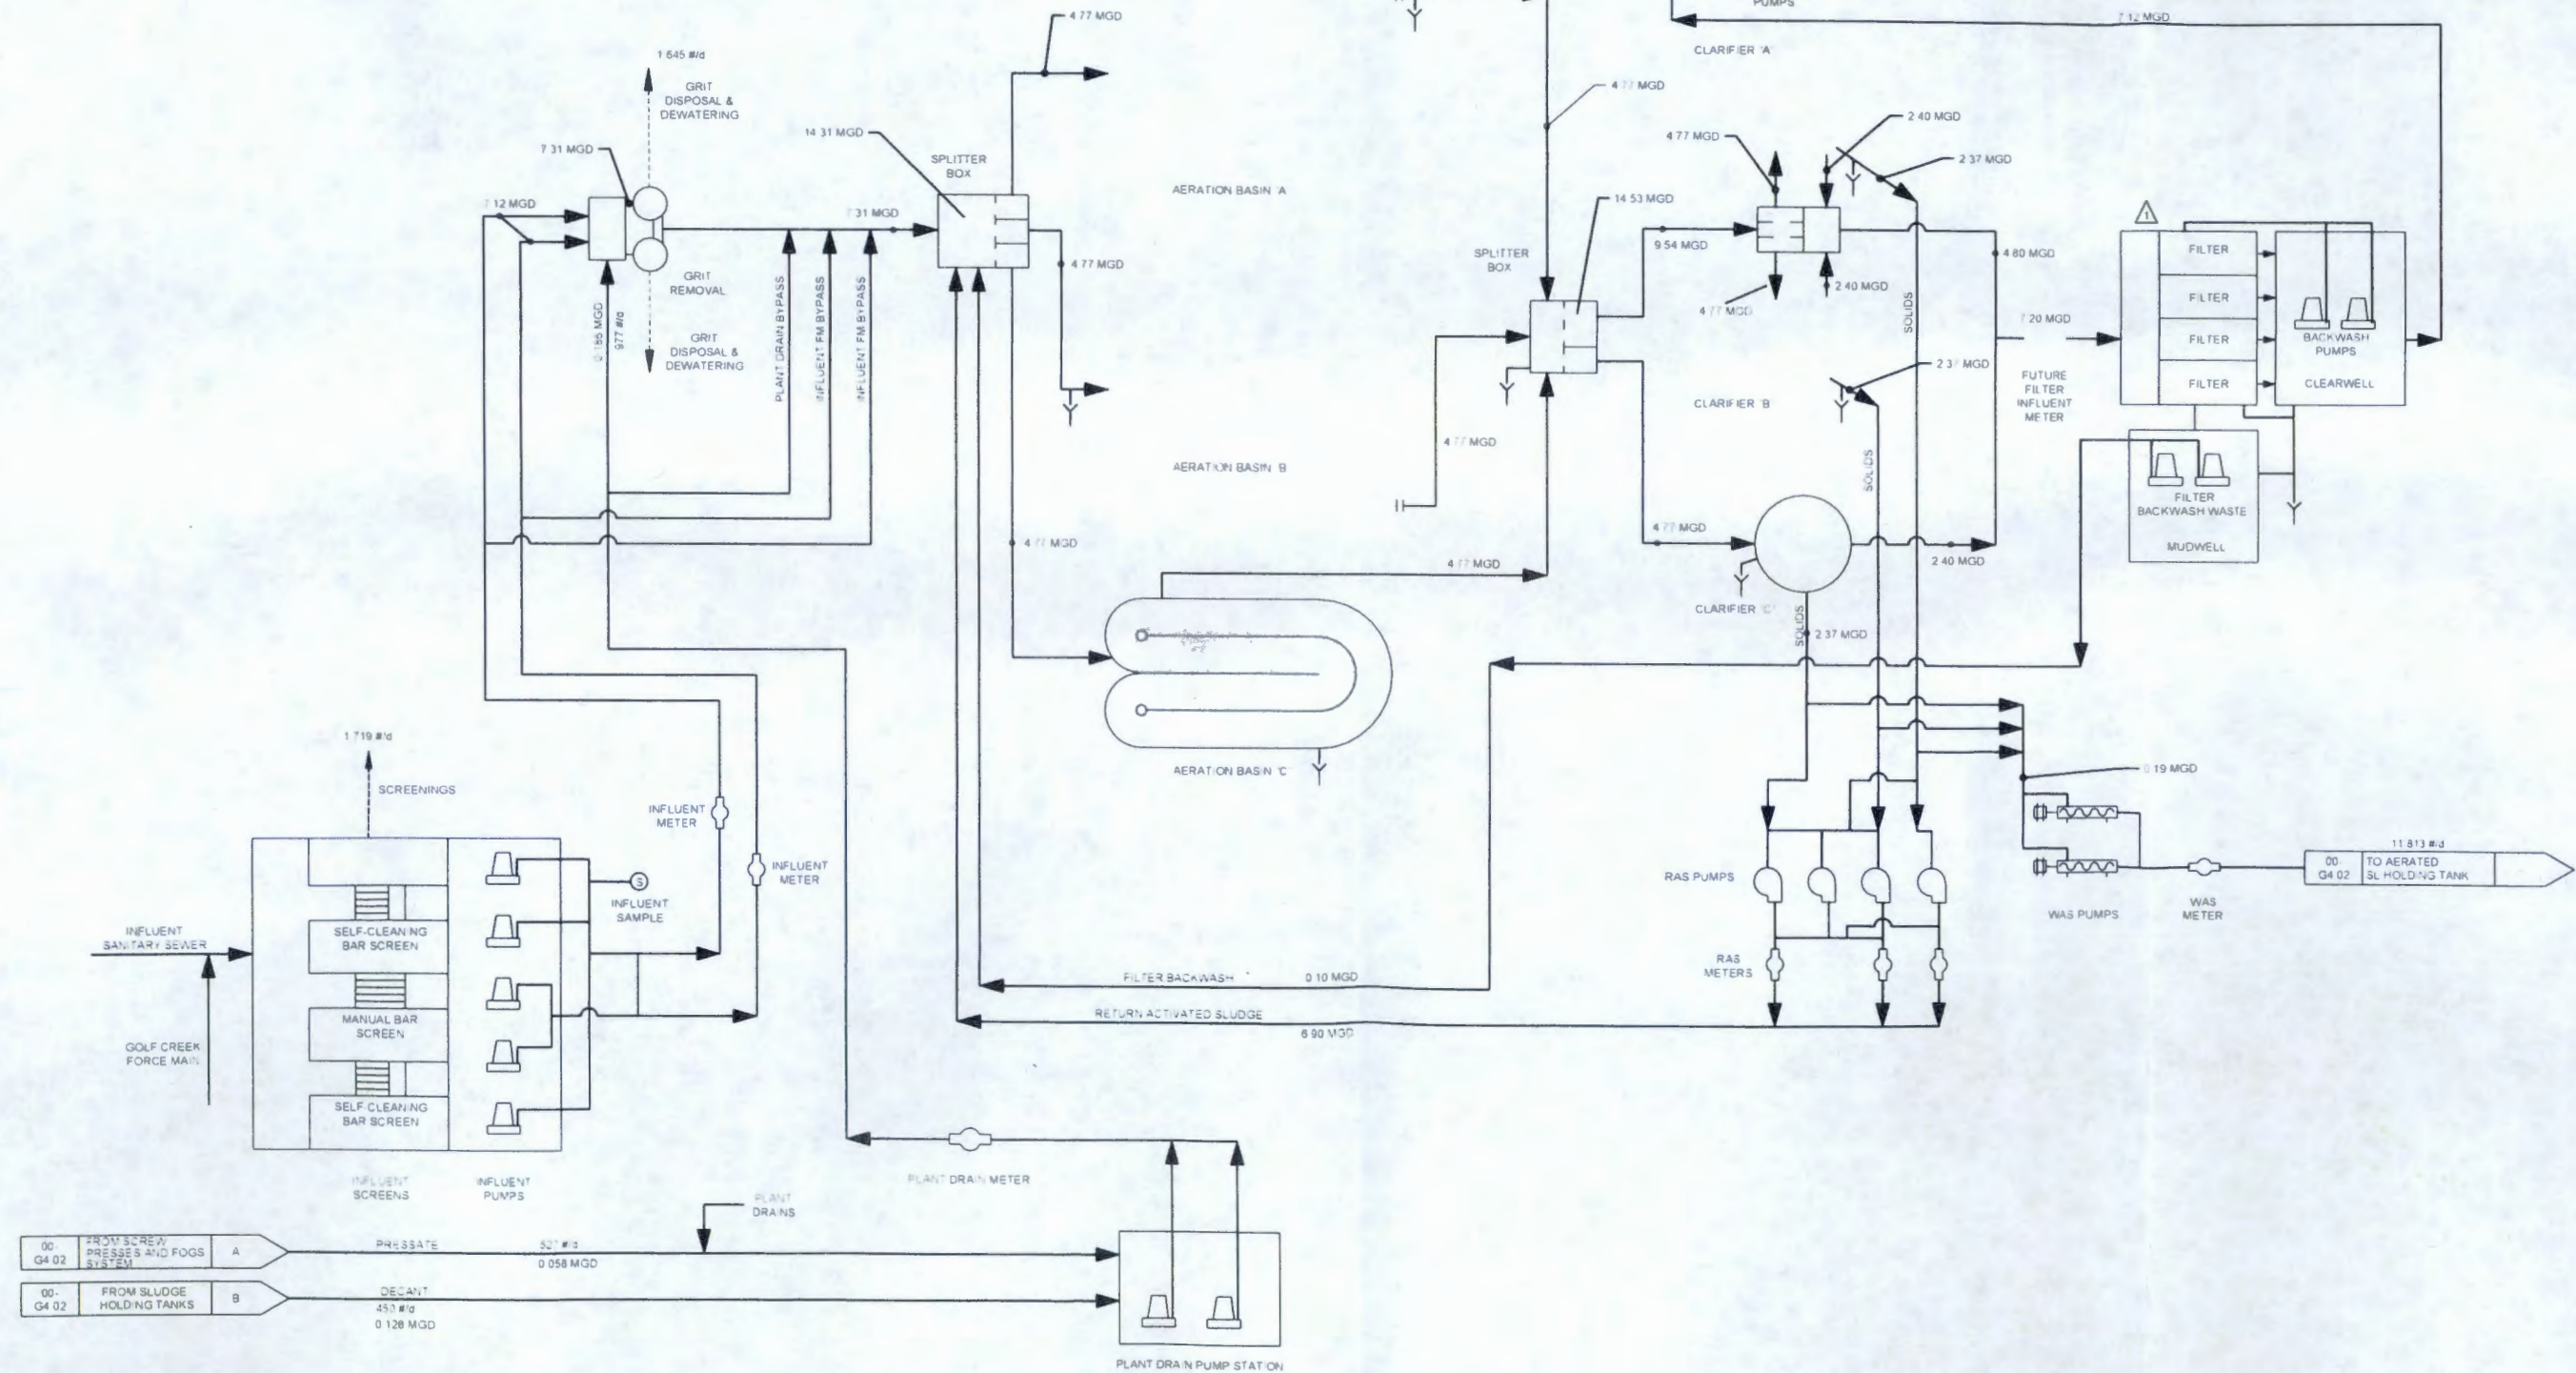 4.77 MGD
PUMPS
7.12 MGD
CLARIFIER 'A'
1,645 #/d
GRIT
DISPOSAL &
DEWATERING
4.77 MGD
7.31 MGD
14.31 MGD
SPLITTER
BOX
7.12 MGD
7.31 MGD
4.77 MGD
GRIT
REMOVAL
GRIT
DISPOSAL &
DEWATERING
0.186 MGD
977 #/d
PLANT DRAIN BYPASS
INFLUENT FM BYPASS
INFLUENT FM BYPASS
AERATION BASIN 'A'
AERATION BASIN 'B'
4.77 MGD
4.77 MGD
2.40 MGD
2.37 MGD
14.53 MGD
9.54 MGD
SPLITTER
BOX
4.77 MGD
2.40 MGD
4.80 MGD
SOLIDS
7.20 MGD
FUTURE
FILTER
INFLUENT
METER
1
FILTER
FILTER
FILTER
FILTER
BACKWASH
PUMPS
CLEARWELL
FILTER
BACKWASH WASTE
MUDWELL
2.37 MGD
CLARIFIER 'B'
SOLIDS
4.77 MGD
4.77 MGD
4.77 MGD
2.40 MGD
CLARIFIER 'C'
SOLIDS
2.37 MGD
AERATION BASIN 'C'
1,719 #/d
SCREENINGS
INFLUENT
METER
INFLUENT
METER
S
INFLUENT
SAMPLE
INFLUENT
SANITARY SEWER
SELF-CLEANING
BAR SCREEN
MANUAL BAR
SCREEN
SELF-CLEANING
BAR SCREEN
GOLF CREEK
FORCE MAIN
INFLUENT
SCREENS
INFLUENT
PUMPS
0.19 MGD
RAS PUMPS
RAS
METERS
WAS PUMPS
WAS
METER
11,813 #/d
00-
G4.02
TO AERATED
SL HOLDING TANK
FILTER BACKWASH
0.10 MGD
RETURN ACTIVATED SLUDGE
6.90 MGD
PLANT DRAIN METER
PLANT
DRAINS
00-
G4.02
FROM SCREW
PRESSES AND FOGS
SYSTEM
A
PRESSATE
527 #/d
0.058 MGD
00-
G4.02
FROM SLUDGE
HOLDING TANKS
B
DECANT
450 #/d
0.128 MGD
PLANT DRAIN PUMP STATION